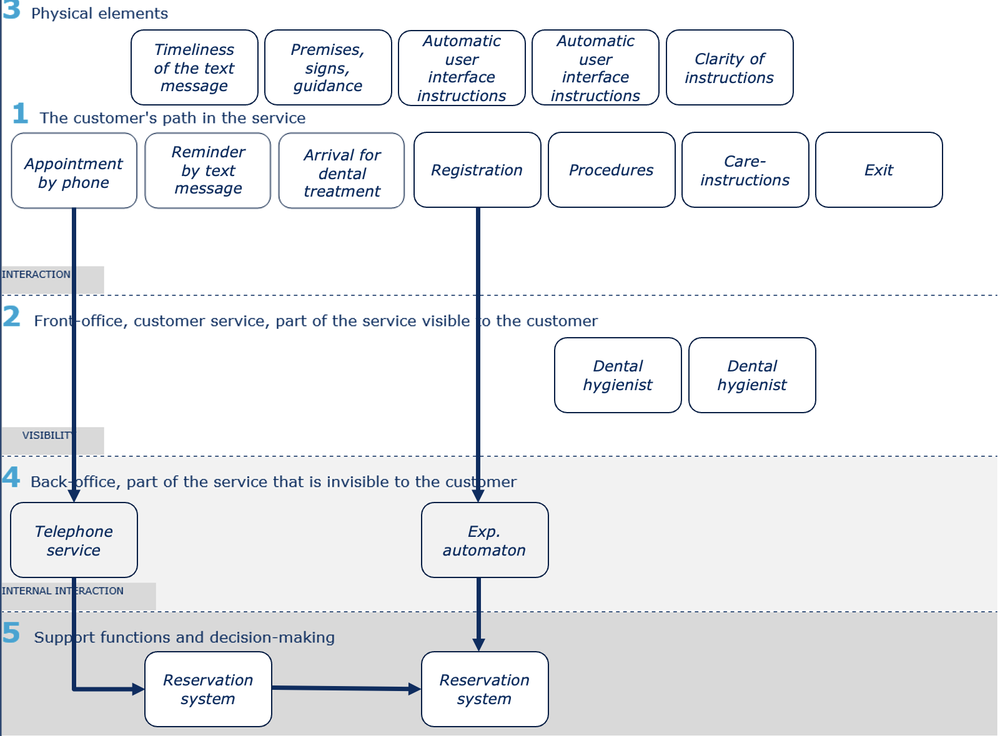 3 Physical elements
Timeliness
of the text
message
Premises,
signs,
guidance
Automatic
user
interface
instructions
Automatic
user
interface
instructions
Clarity of
instructions
1 The customer's path in the service
Appointment
by phone
Reminder
by text
message
Arrival for
dental
treatment
Registration
Procedures
Care-
instructions
Exit
INTERACTION
2 Front-office, customer service, part of the service visible to the customer
Dental
hygienist
Dental
hygienist
VISIBILITY
4 Back-office, part of the service that is invisible to the customer
Telephone
service
Exp.
automaton
INTERNAL INTERACTION
5 Support functions and decision-making
Reservation
system
Reservation
system